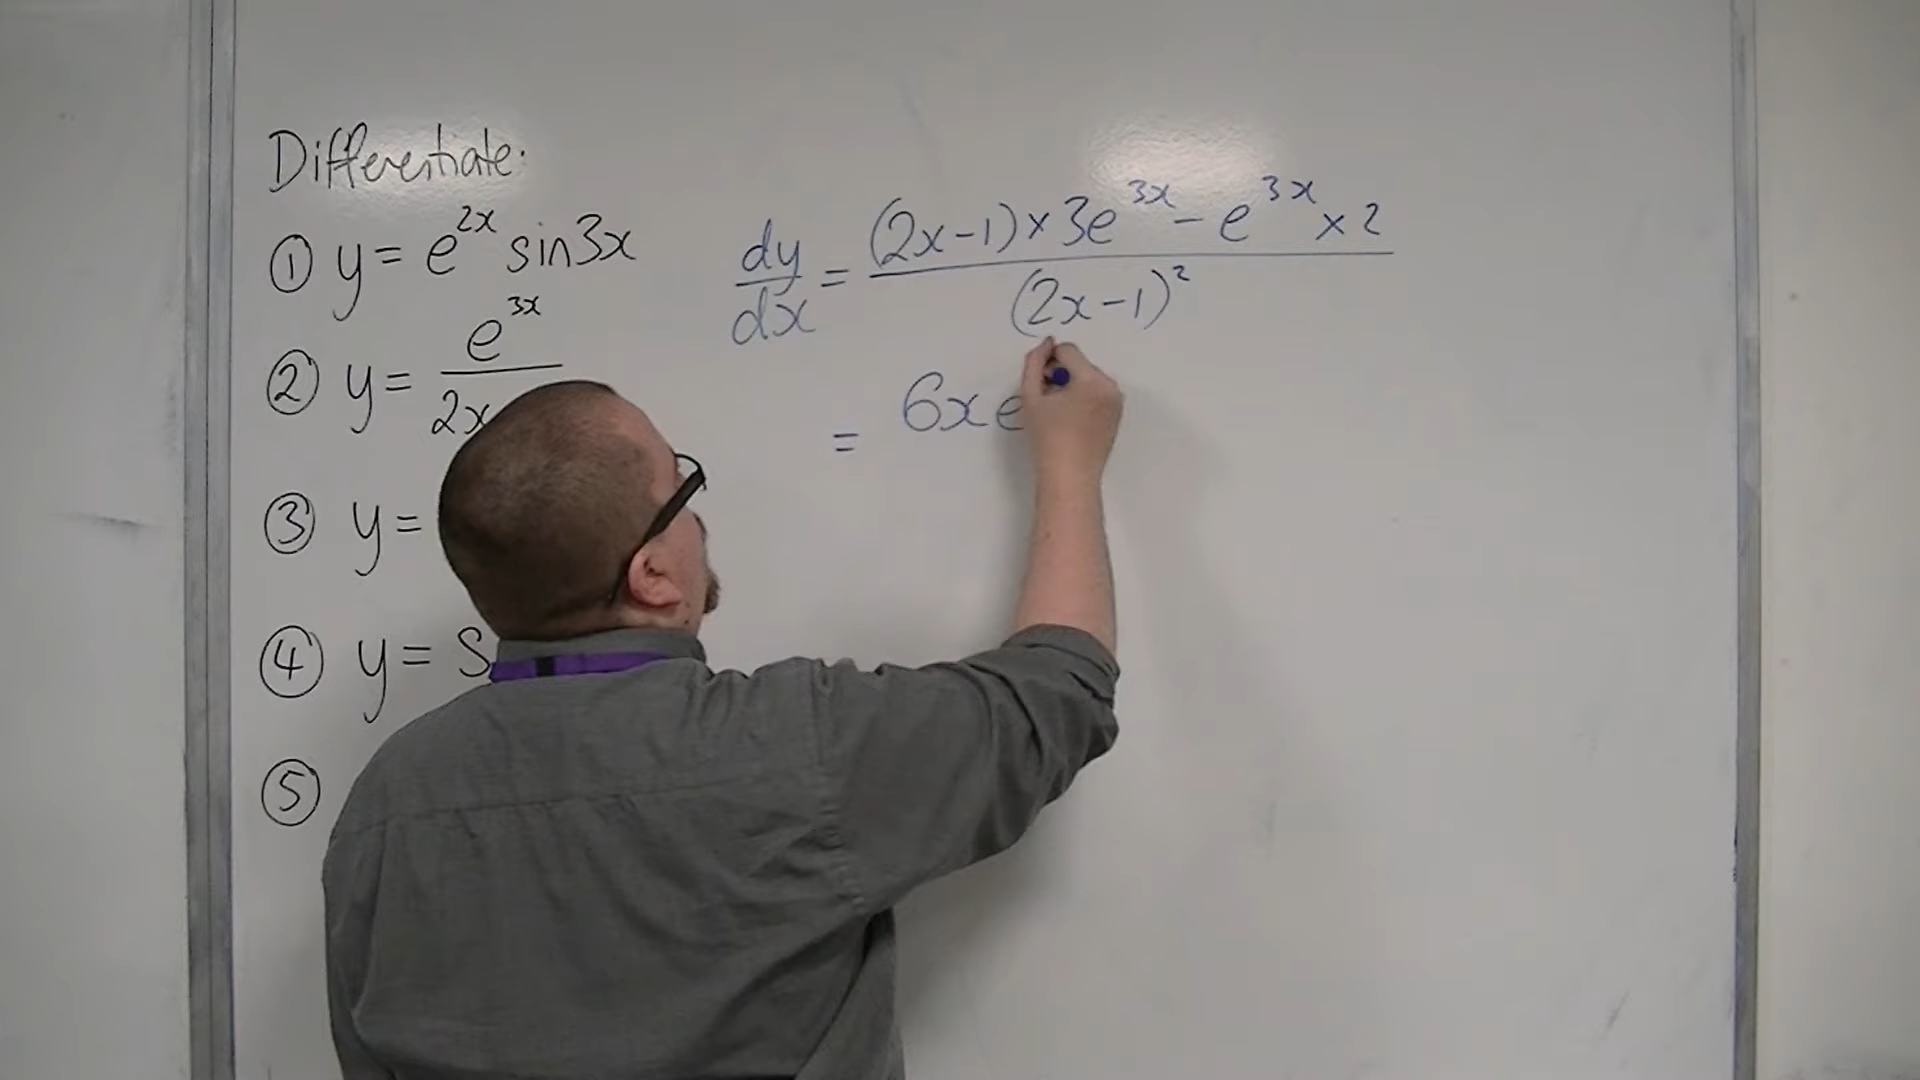 Differentiate:
① y = e^{2x} sin3x
② y = e^{3x} / 2x
③ y =
④ y = S
⑤
dy/dx = ((2x-1) × 3e^{3x} - e^{3x} × 2) / (2x-1)²
= 6xe